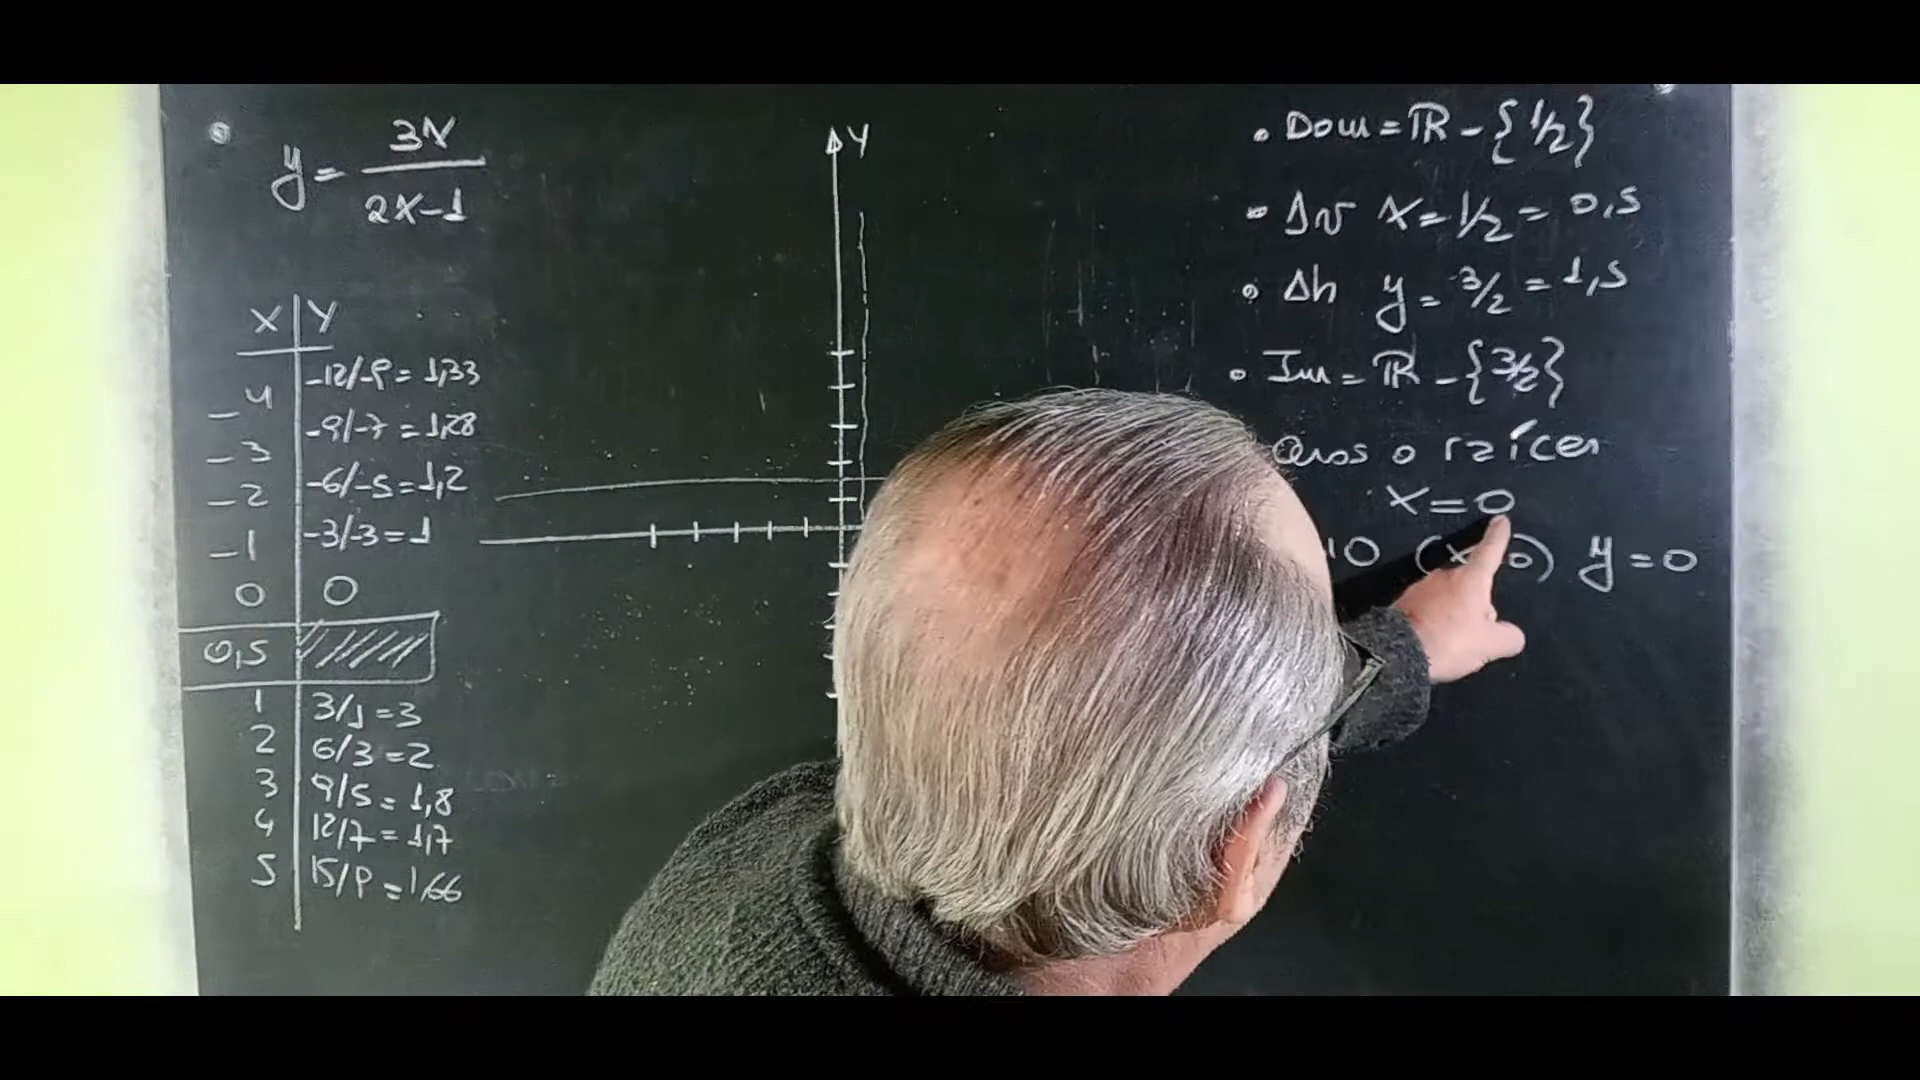 y = 3x
2x-1
X | Y
-4 | -12/-9 = 1,33
-3 | -9/-7 = 1,28
-2 | -6/-5 = 1,2
-1 | -3/-3 = 1
0 | 0
0,5
1 | 3/1 = 3
2 | 6/3 = 2
3 | 9/5 = 1,8
4 | 12/7 = 1,7
5 | 15/9 = 1,66
Y
• Dom = ℝ - {1/2}
• Av x = 1/2 = 0,5
• Ah y = 3/2 = 1,5
• Im = ℝ - {3/2}
Ceros o raíces
x = 0
(x 0) y = 0